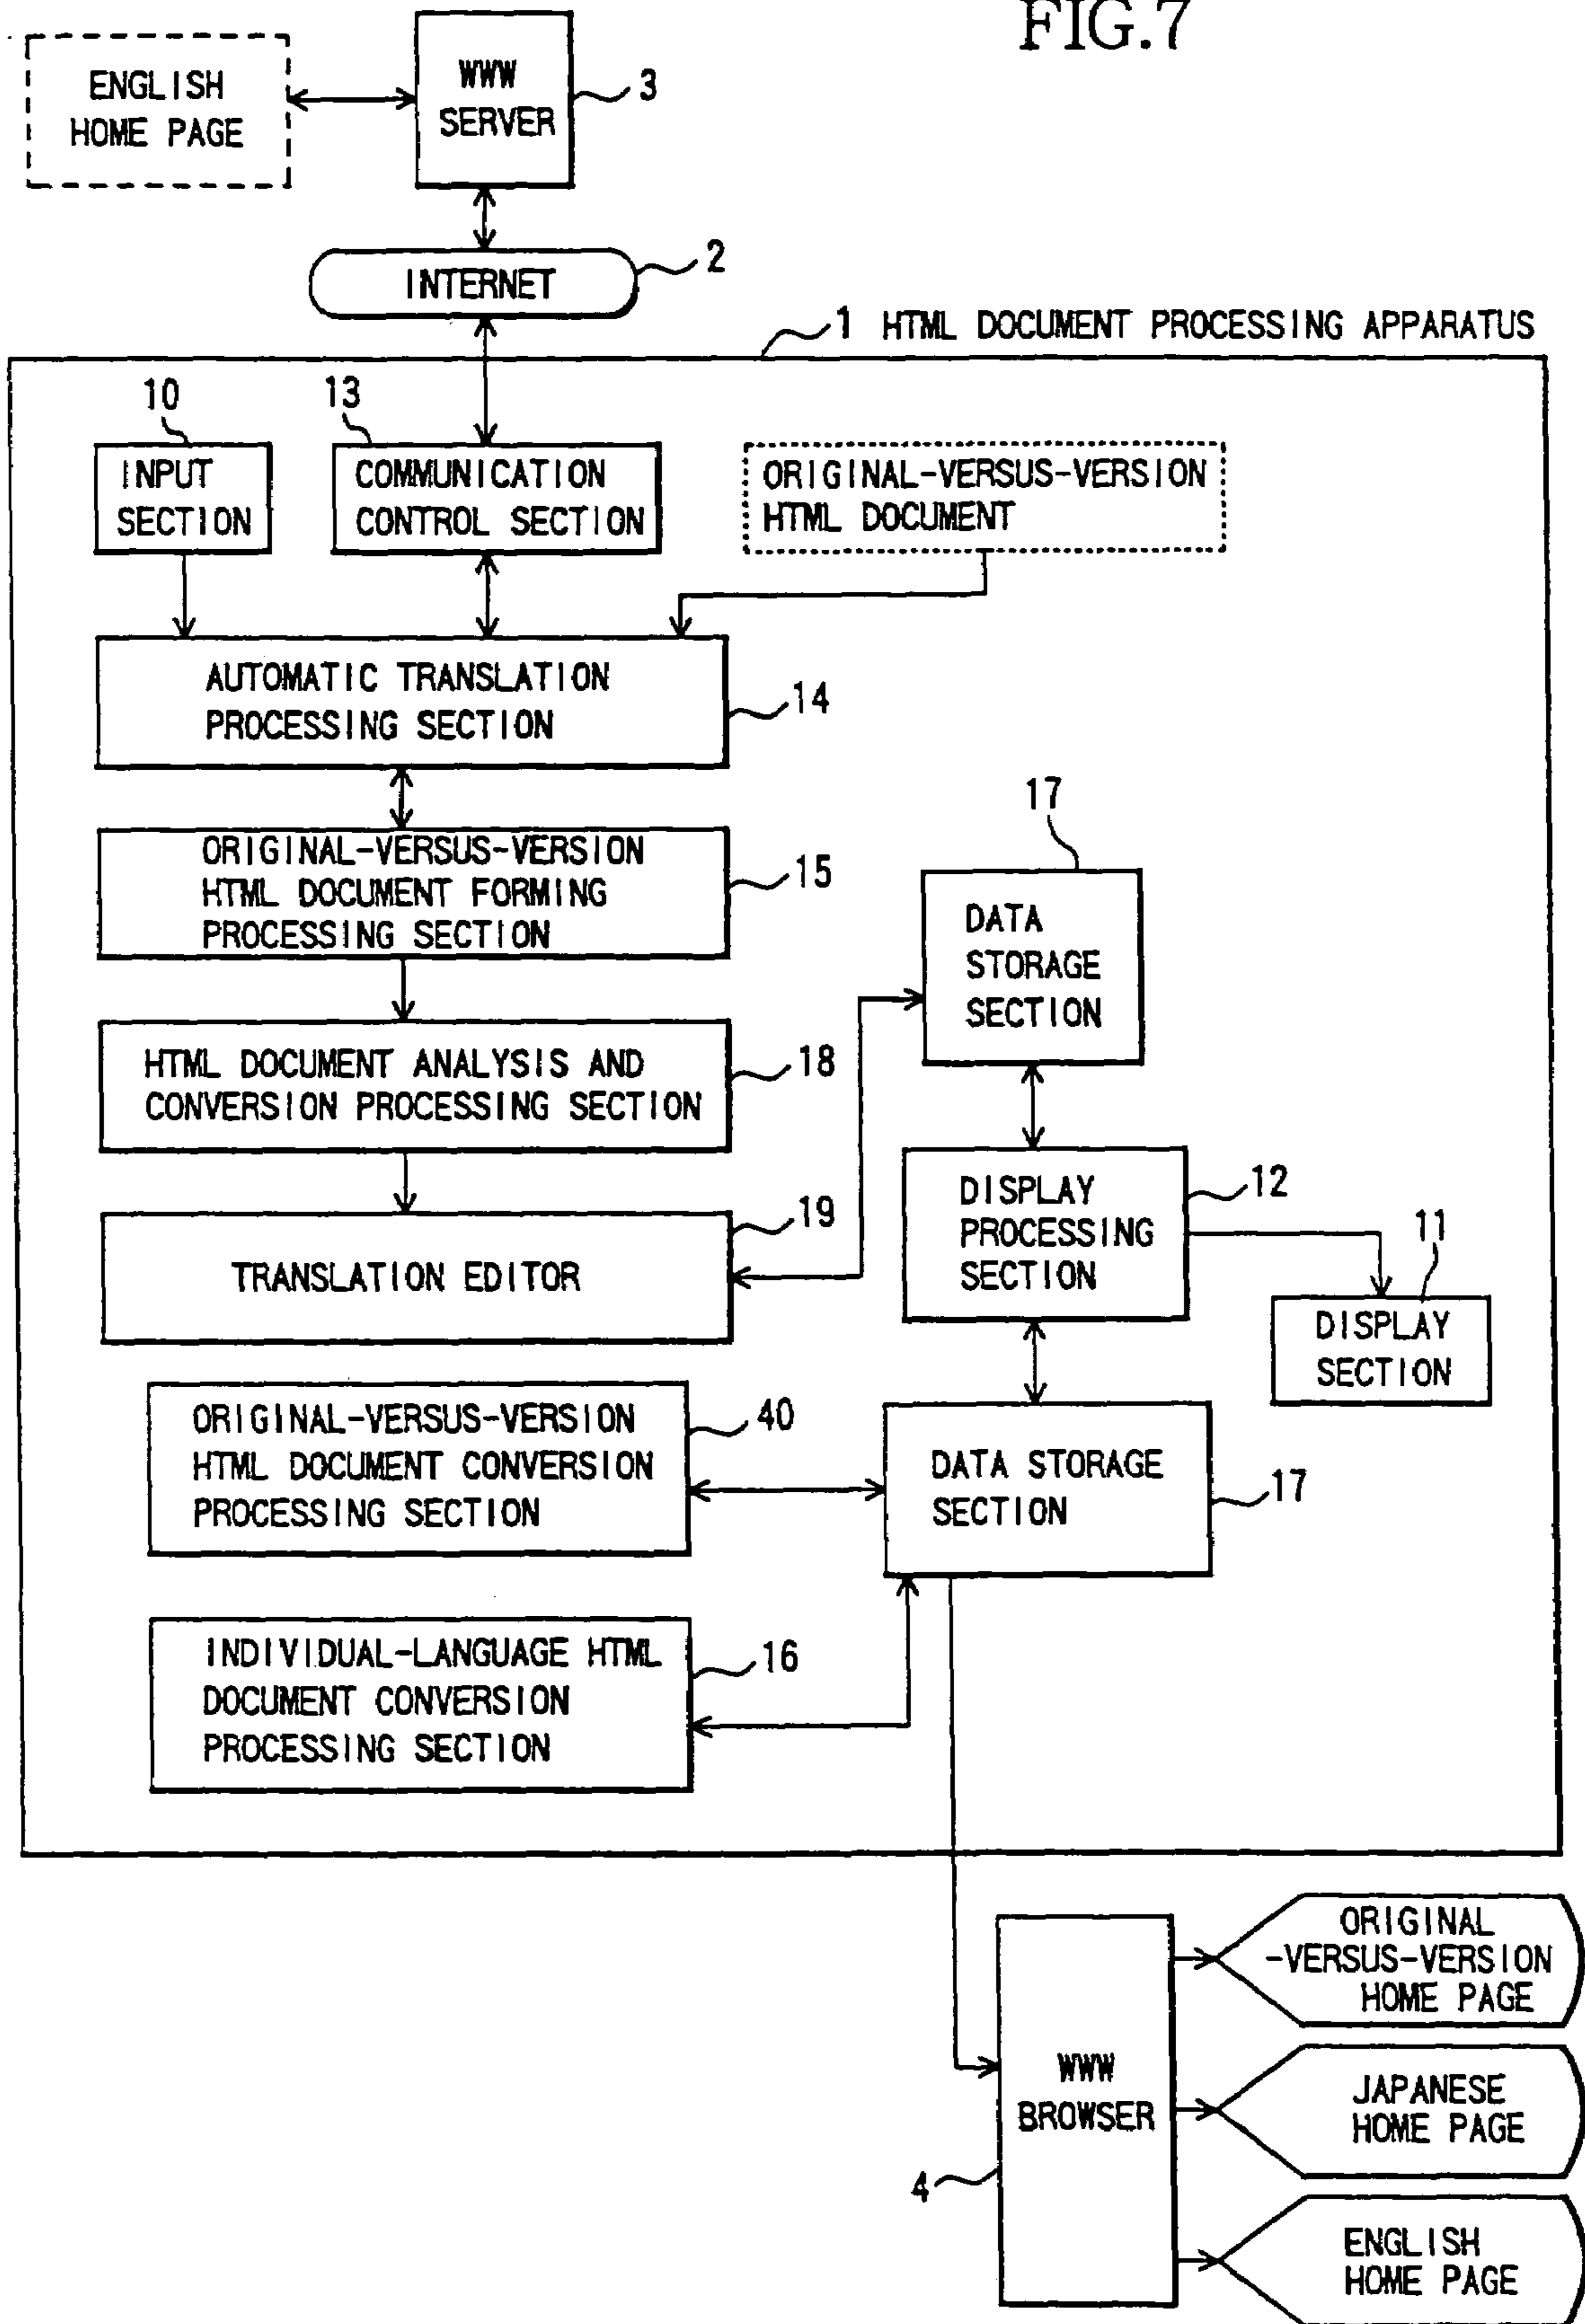 FIG.7
ENGLISH
HOME PAGE
WWW
SERVER
3
INTERNET
2
1 HTML DOCUMENT PROCESSING APPARATUS
10
INPUT
SECTION
13
COMMUNICATION
CONTROL SECTION
ORIGINAL-VERSUS-VERSION
HTML DOCUMENT
AUTOMATIC TRANSLATION
PROCESSING SECTION
14
ORIGINAL-VERSUS-VERSION
HTML DOCUMENT FORMING
PROCESSING SECTION
15
17
DATA
STORAGE
SECTION
HTML DOCUMENT ANALYSIS AND
CONVERSION PROCESSING SECTION
18
DISPLAY
PROCESSING
SECTION
12
TRANSLATION EDITOR
19
11
DISPLAY
SECTION
ORIGINAL-VERSUS-VERSION
HTML DOCUMENT CONVERSION
PROCESSING SECTION
40
DATA STORAGE
SECTION
17
INDIVIDUAL-LANGUAGE HTML
DOCUMENT CONVERSION
PROCESSING SECTION
16
WWW
BROWSER
4
ORIGINAL
-VERSUS-VERSION
HOME PAGE
JAPANESE
HOME PAGE
ENGLISH
HOME PAGE